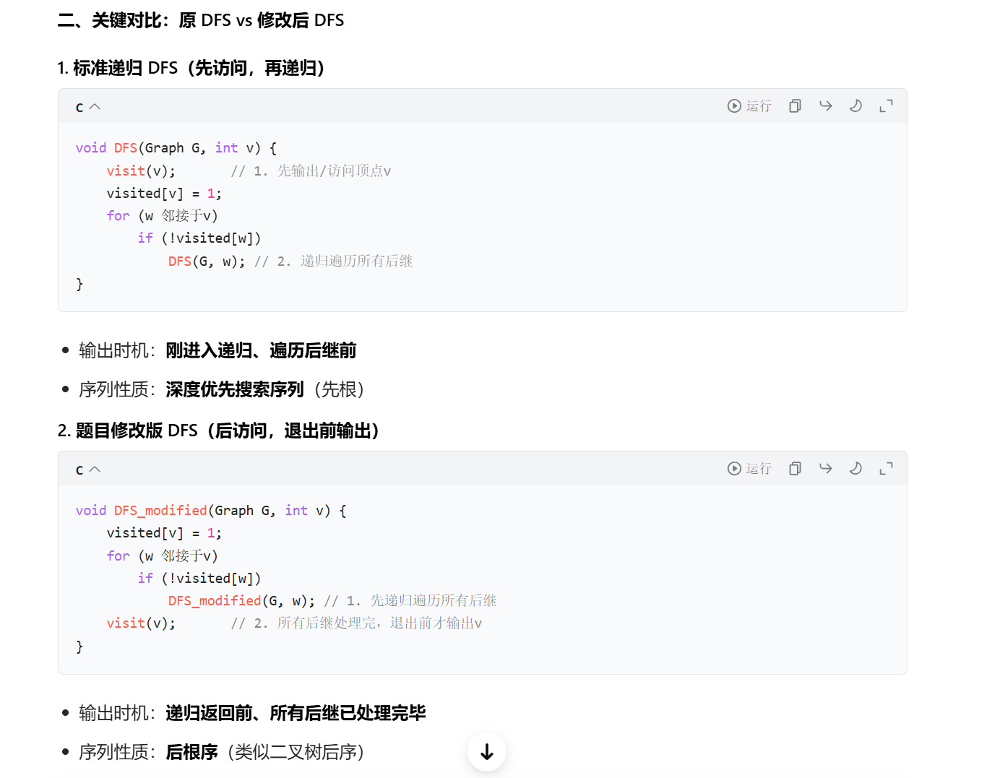 二、关键对比：原 DFS vs 修改后 DFS
1. 标准递归 DFS（先访问，再递归）
C
运行
void DFS(Graph G, int v) {
    visit(v);       // 1. 先输出/访问顶点v
    visited[v] = 1;
    for (w 邻接于v)
        if (!visited[w])
            DFS(G, w); // 2. 递归遍历所有后继
}
• 输出时机：刚进入递归、遍历后继前
• 序列性质：深度优先搜索序列（先根）
2. 题目修改版 DFS（后访问，退出前输出）
C
运行
void DFS_modified(Graph G, int v) {
    visited[v] = 1;
    for (w 邻接于v)
        if (!visited[w])
            DFS_modified(G, w); // 1. 先递归遍历所有后继
    visit(v);       // 2. 所有后继处理完，退出前才输出v
}
• 输出时机：递归返回前、所有后继已处理完毕
• 序列性质：后根序（类似二叉树后序）